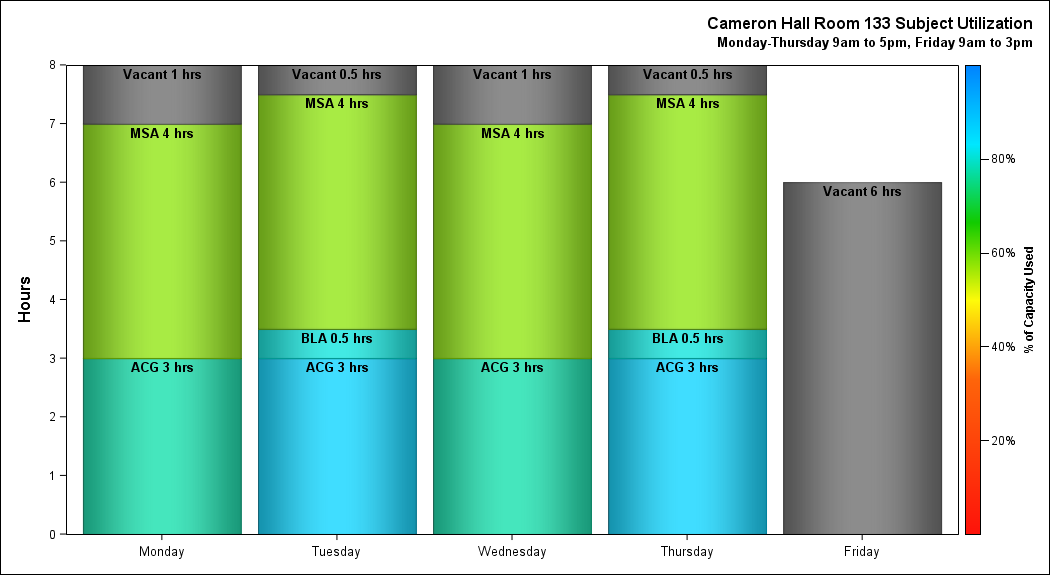 Cameron Hall Room 133 Subject Utilization
Monday-Thursday 9am to 5pm, Friday 9am to 3pm
8
7
6
5
4
3
2
1
0
Hours
Vacant 1 hrs
MSA 4 hrs
ACG 3 hrs
Vacant 0.5 hrs
MSA 4 hrs
BLA 0.5 hrs
ACG 3 hrs
Vacant 1 hrs
MSA 4 hrs
ACG 3 hrs
Vacant 0.5 hrs
MSA 4 hrs
BLA 0.5 hrs
ACG 3 hrs
Vacant 6 hrs
Monday
Tuesday
Wednesday
Thursday
Friday
80%
60%
40%
20%
% of Capacity Used